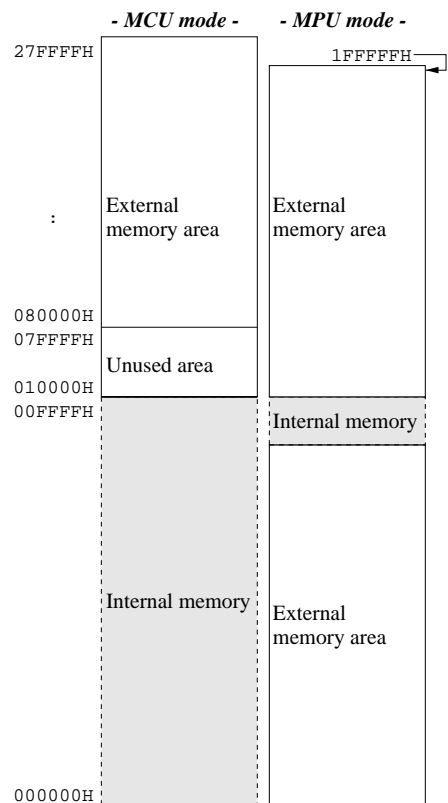 - MCU mode - - MPU mode -
27FFFFH
1FFFFFH
External
memory area
External
memory area
:
080000H
07FFFFH
Unused area
010000H
00FFFFH
Internal memory
Internal memory
External
memory area
000000H